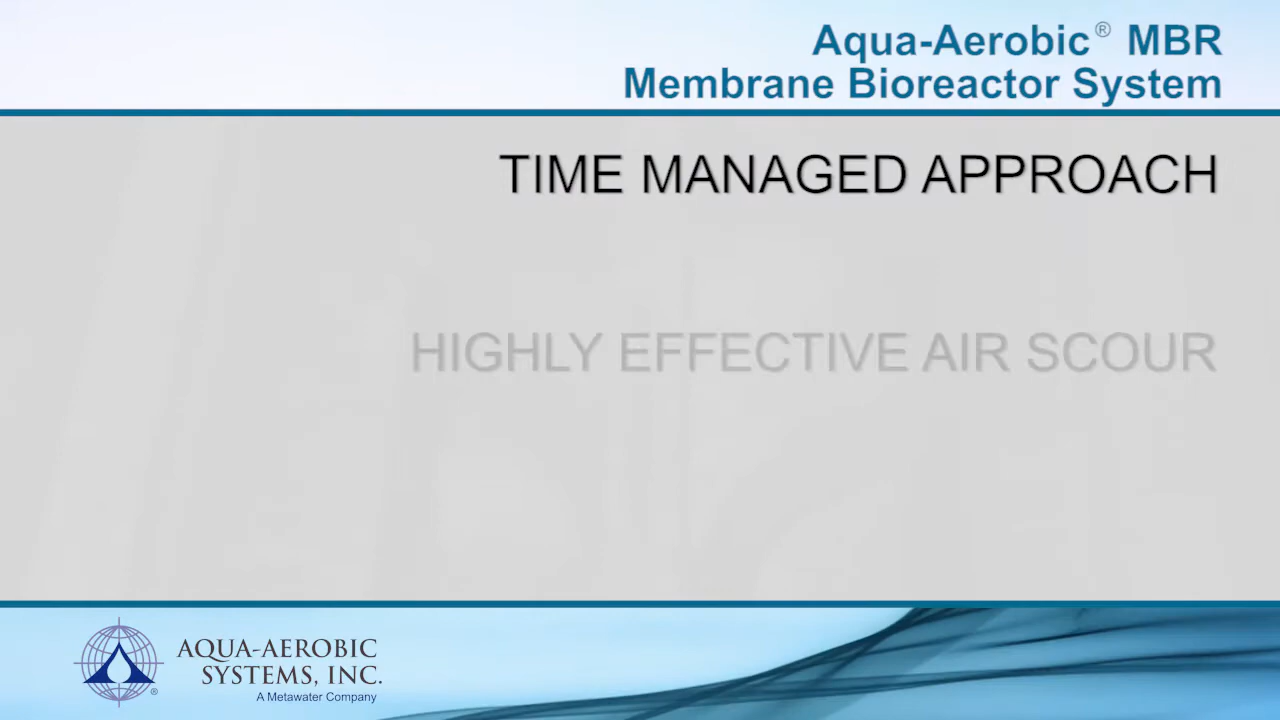 Aqua-Aerobic® MBR
Membrane Bioreactor System
TIME MANAGED APPROACH
HIGHLY EFFECTIVE AIR SCOUR
AQUA-AEROBIC
SYSTEMS, INC.
®
A Metawater Company